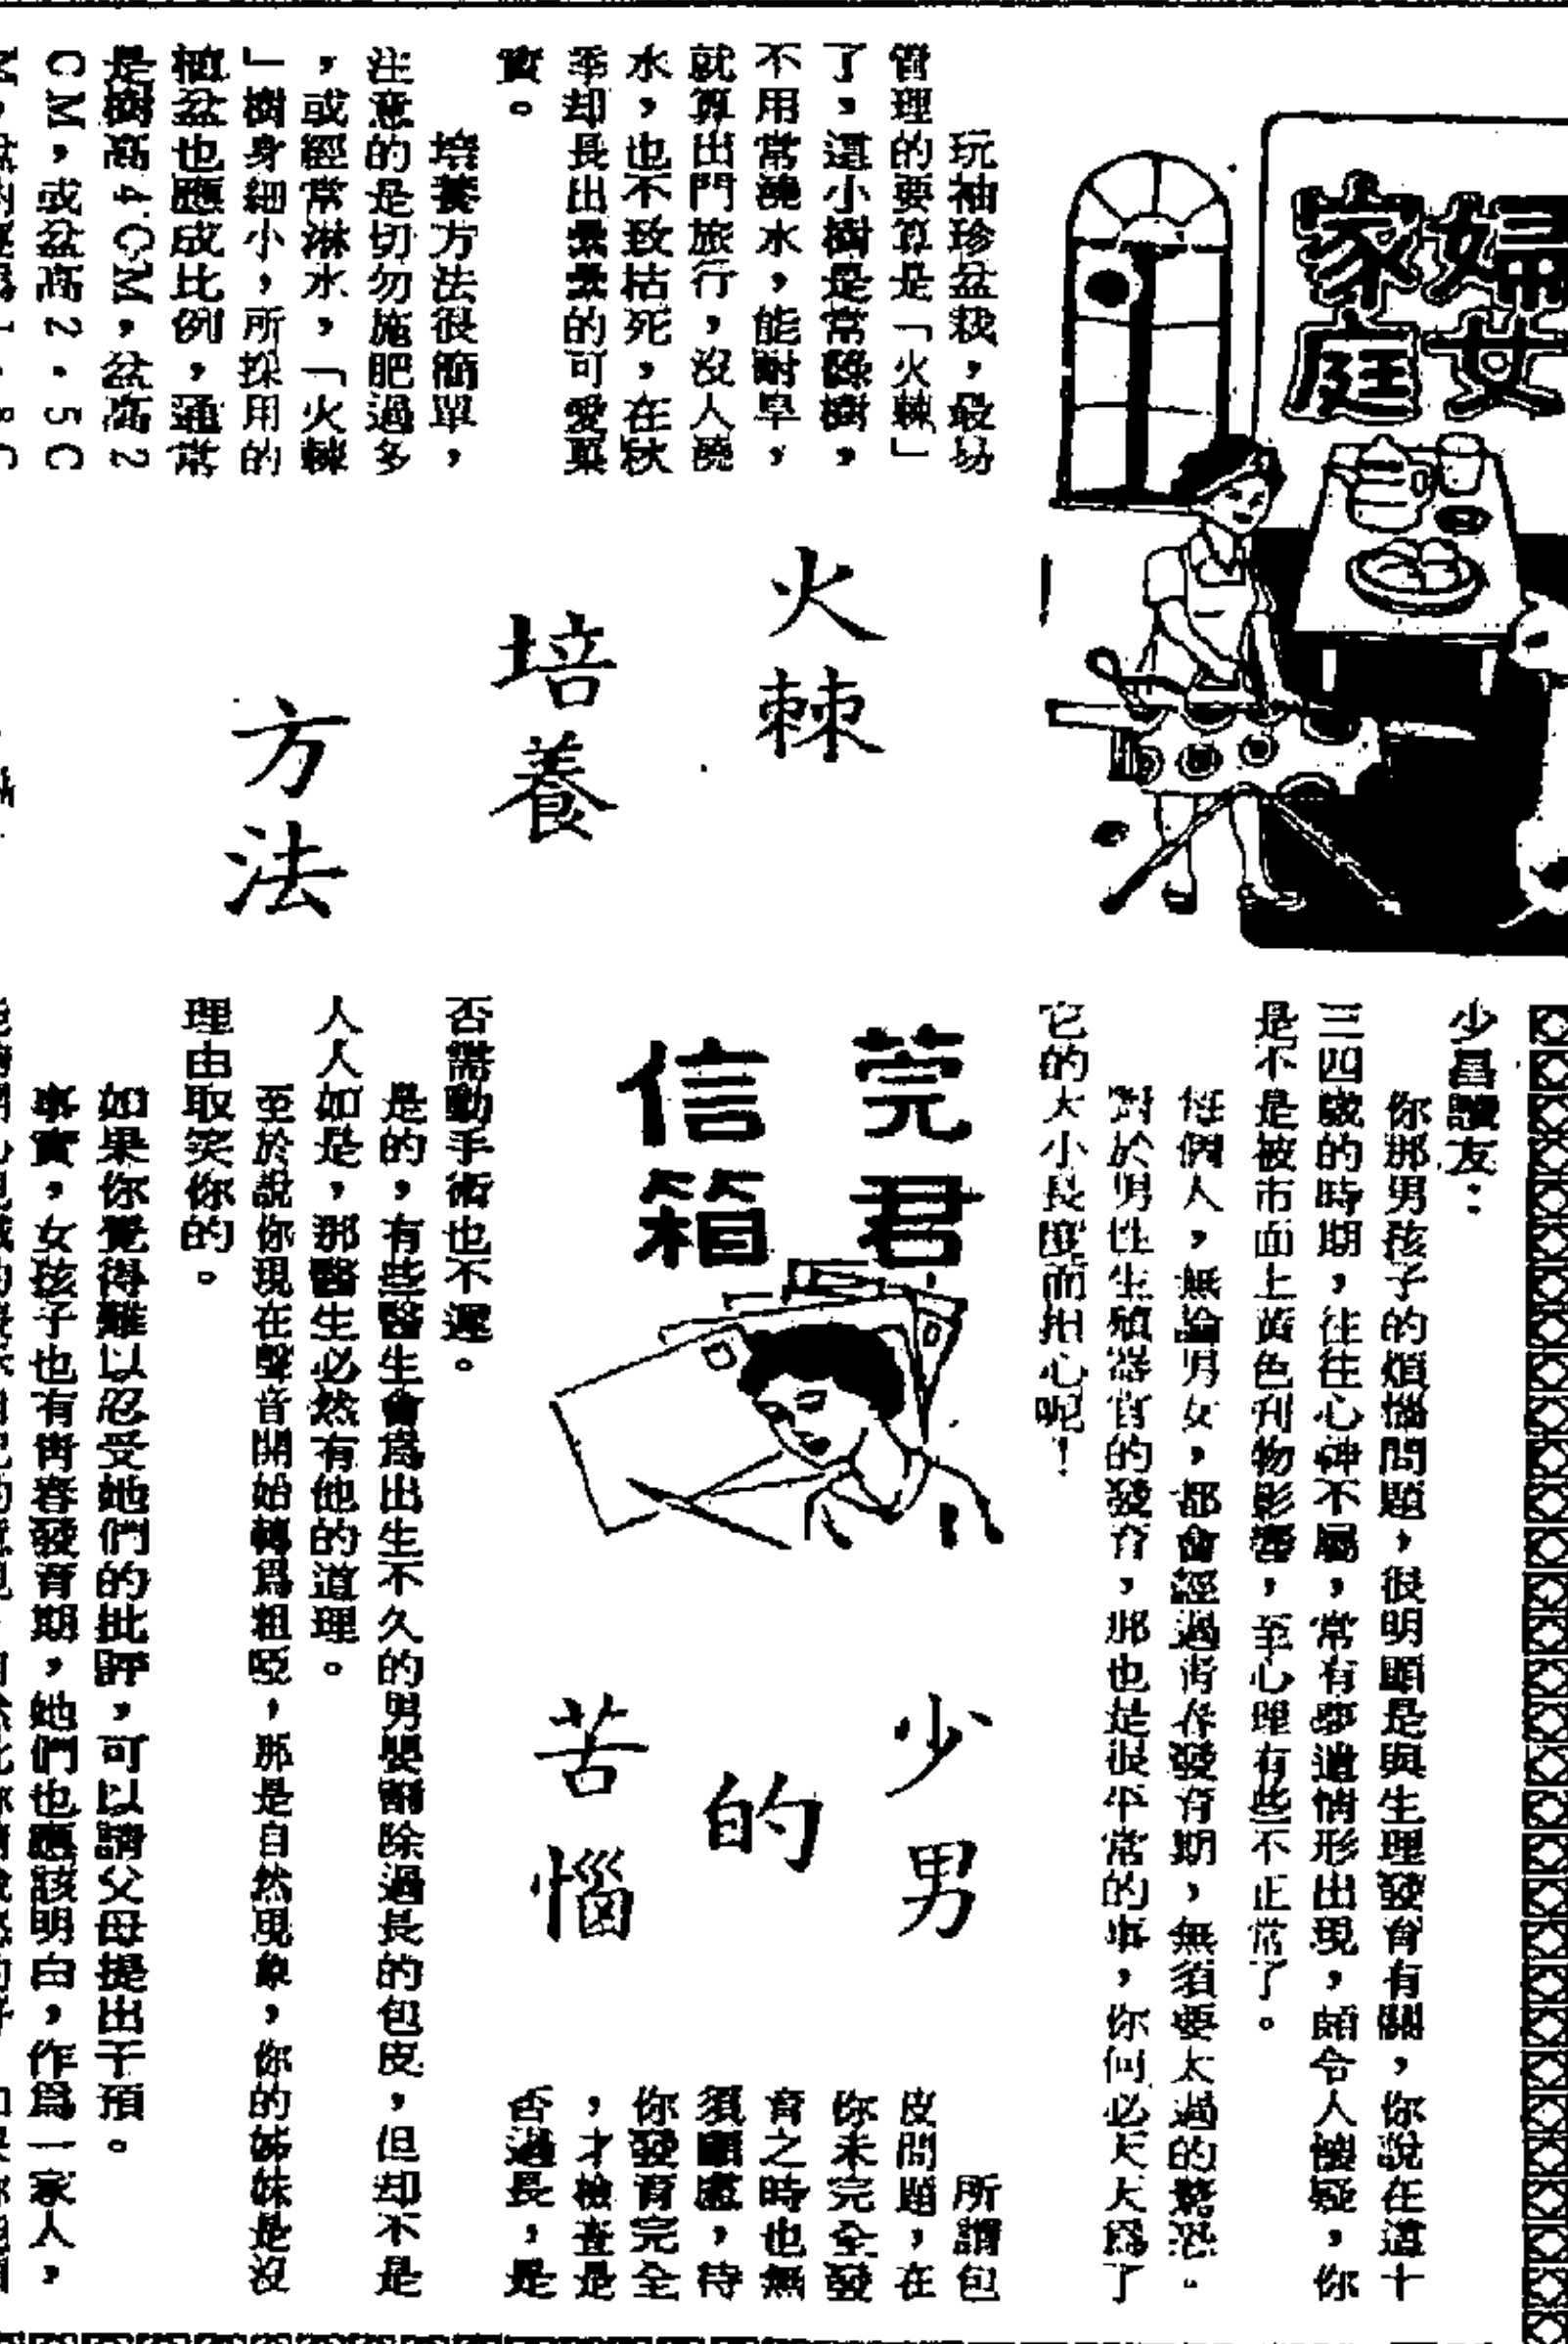 婦女
家庭
火棘
培養
方法
玩袖珍盆栽，最易
管理的要算是「火棘」
了，這小樹是常綠樹，
不用常澆水，能耐旱，
就算出門旅行，沒人澆
水，也不致枯死，在秋
季却長出纍纍的可愛菓
實。
培養方法很簡單，
注意的是切勿施肥過多
，或經常淋水，「火棘
」樹身細小，所採用的
植盆也應成比例，通常
是樹高4CM，盆高2
CM，或盆高2.5C
莞君
信箱
少男
的
苦惱
少昌讀友：
你那男孩子的煩惱問題，很明顯是與生理發育有關，你說在這十
三四歲的時期，往往心神不屬，常有夢遺情形出現，頗令人懷疑，你
是不是被市面上黃色刋物影響，至心理有些不正常了。
每個人，無論男女，都會經過青春發育期，無須要太過的驚恐。
對於男性生殖器官的發育，那也是很平常的事，你何必天天爲了
它的大小長度而担心呢！
所謂包
皮問題，在
你未完全發
育之時也無
須顧慮，待
你發育完全
，才檢查是
否過長，是
否需動手術也不遲。
是的，有些醫生會爲出生不久的男嬰割除過長的包皮，但却不是
人人如是，那醫生必然有他的道理。
至於說你現在聲音開始轉爲粗啞，那是自然現象，你的姊妹是沒
理由取笑你的。
如果你覺得難以忍受她們的批評，可以請父母提出干預。
事實，女孩子也有青春發育期，她們也應該明白，作爲一家人，